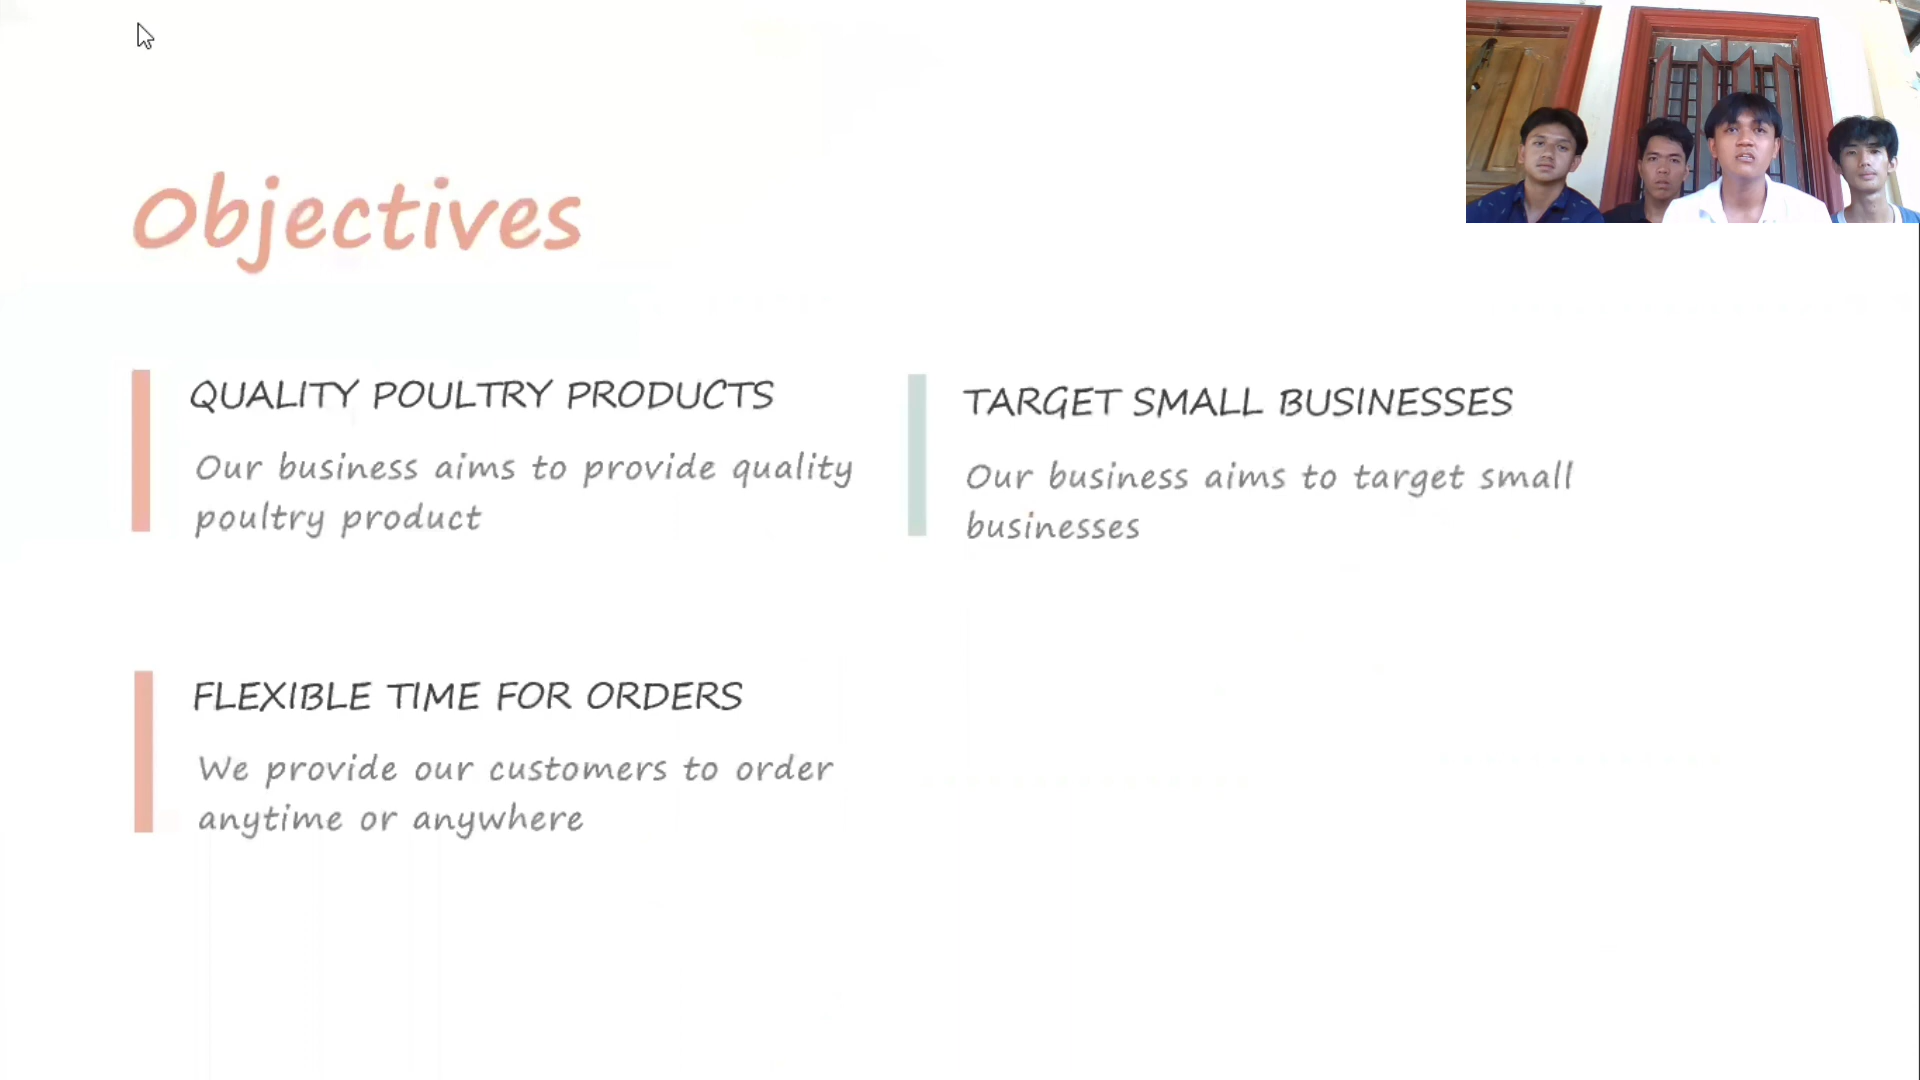 Objectives
QUALITY POULTRY PRODUCTS
Our business aims to provide quality
poultry product
TARGET SMALL BUSINESSES
Our business aims to target small
businesses
FLEXIBLE TIME FOR ORDERS
We provide our customers to order
anytime or anywhere